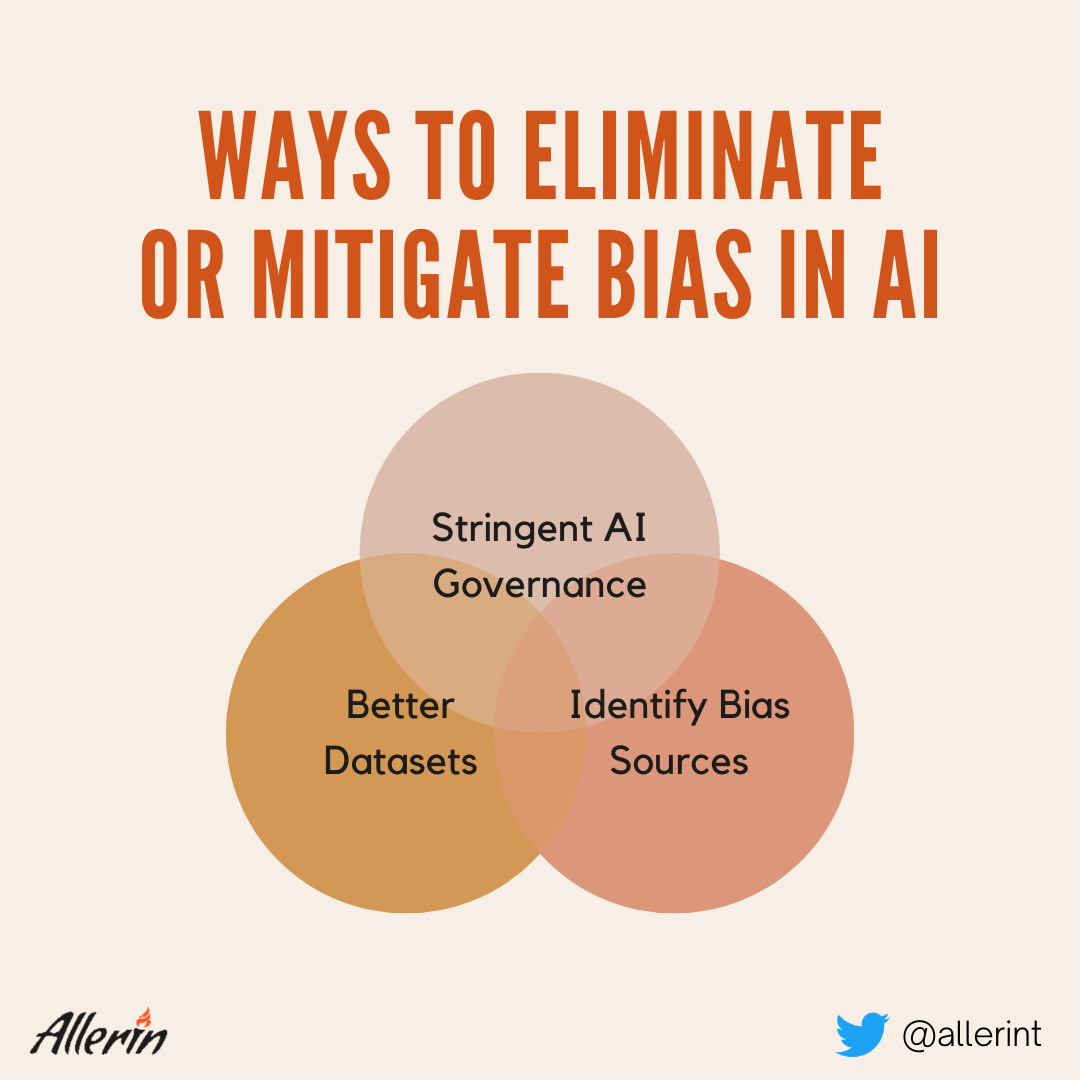 WAYS TO ELIMINATE
OR MITIGATE BIAS IN AI
Stringent AI
Governance
Better
Datasets
Identify Bias
Sources
Allerin
@allerint